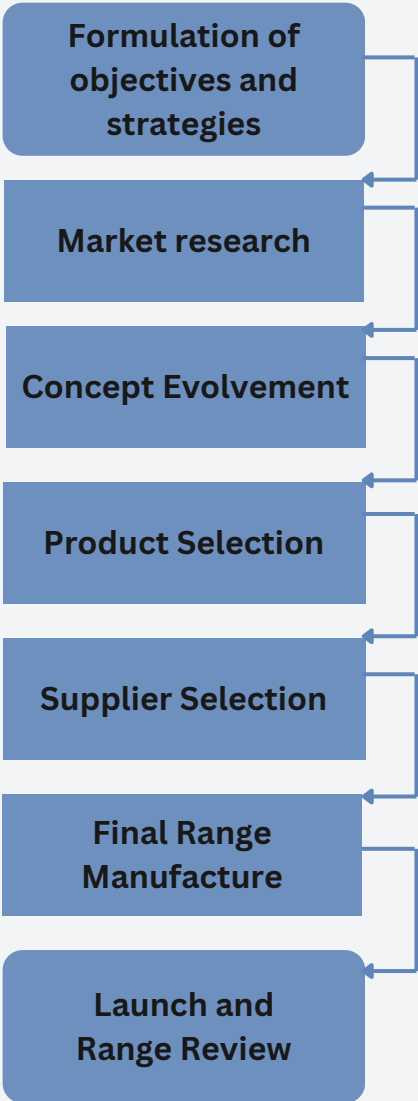 Formulation of
objectives and
strategies
Market research
Concept Evolvement
Product Selection
Supplier Selection
Final Range
Manufacture
Launch and
Range Review